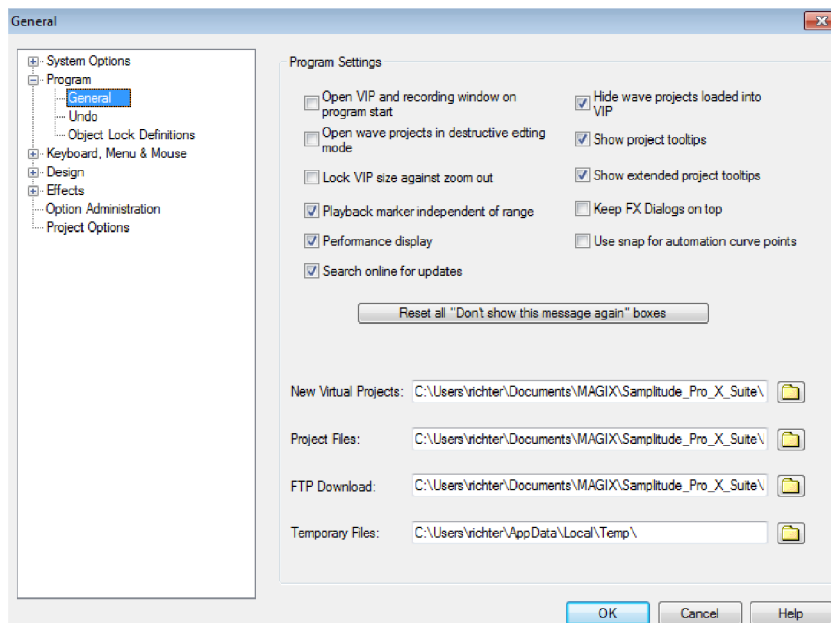 General
System Options
Program
General
Undo
Object Lock Definitions
Keyboard, Menu & Mouse
Design
Effects
Option Administration
Project Options
Program Settings
Open VIP and recording window on
program start
Open wave projects in destructive edting
mode
Lock VIP size against zoom out
Playback marker independent of range
Performance display
Search online for updates
Hide wave projects loaded into
VIP
Show project tooltips
Show extended project tooltips
Keep FX Dialogs on top
Use snap for automation curve points
Reset all "Don't show this message again" boxes
New Virtual Projects: C:\Users\richter\Documents\MAGIX\Samplitude_Pro_X_Suite\
Project Files: C:\Users\richter\Documents\MAGIX\Samplitude_Pro_X_Suite\
FTP Download: C:\Users\richter\Documents\MAGIX\Samplitude_Pro_X_Suite\
Temporary Files: C:\Users\richter\AppData\Local\Temp\
OK Cancel Help